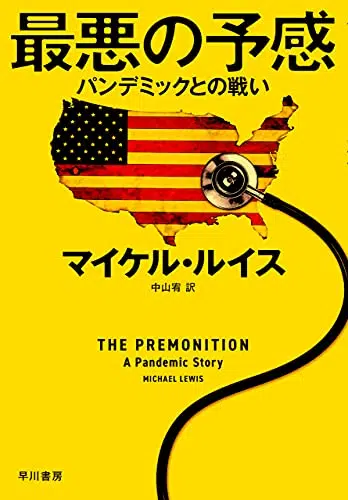 最悪の予感
パンデミックとの戦い
マイケル・ルイス
中山宥 訳
THE PREMONITION
A Pandemic Story
MICHAEL LEWIS
早川書房